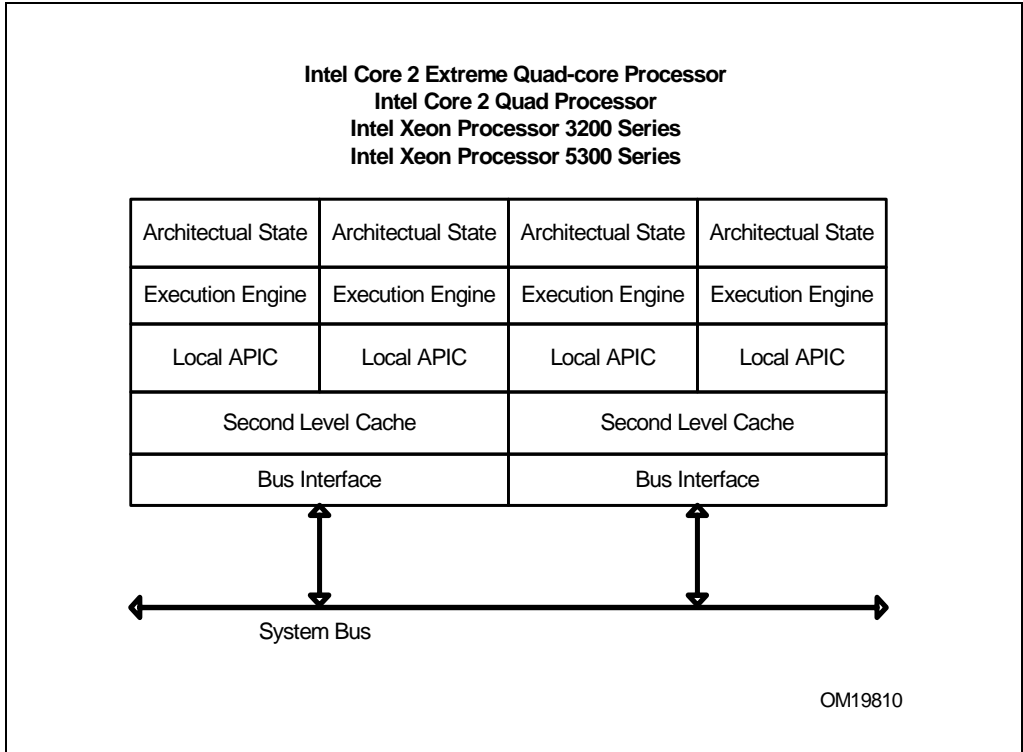 Intel Core 2 Extreme Quad-core Processor
Intel Core 2 Quad Processor
Intel Xeon Processor 3200 Series
Intel Xeon Processor 5300 Series
Architectual State Architectual State Architectual State Architectual State
Execution Engine Execution Engine Execution Engine Execution Engine
Local APIC Local APIC Local APIC Local APIC
Second Level Cache Second Level Cache
Bus Interface Bus Interface
System Bus
OM19810